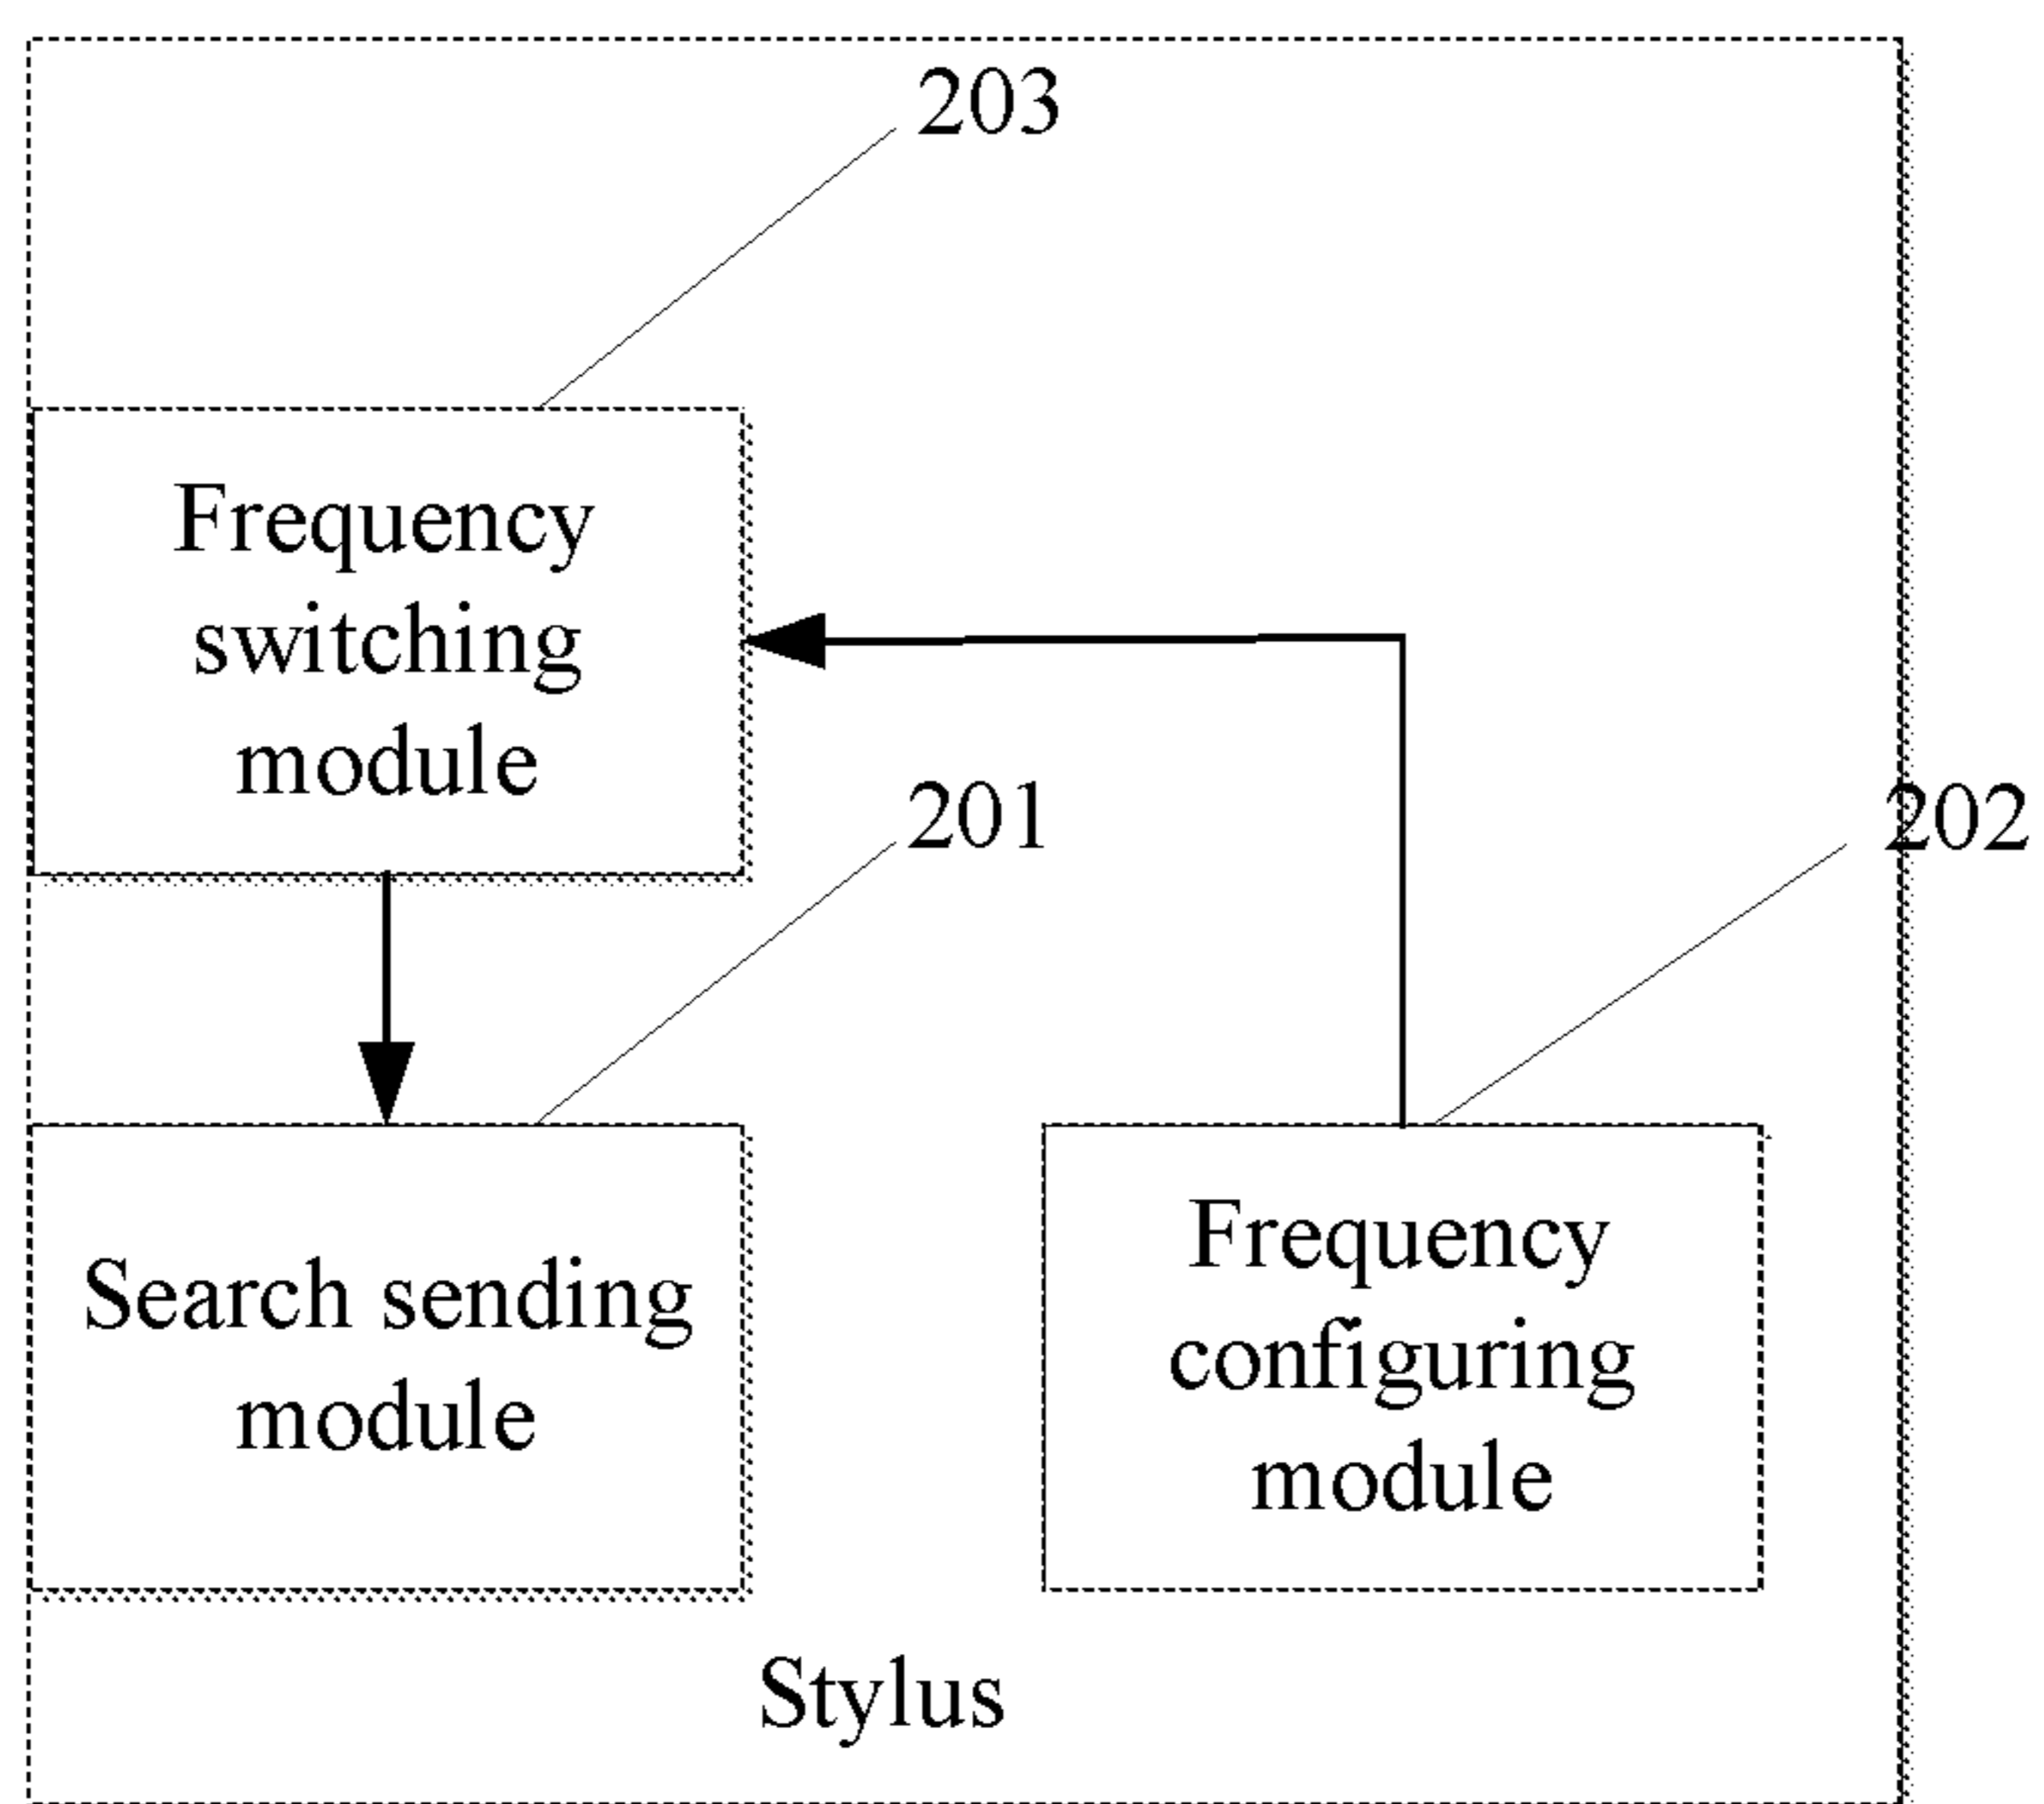 203
Frequency
switching
module
201
202
Search sending
module
Frequency
configuring
module
Stylus